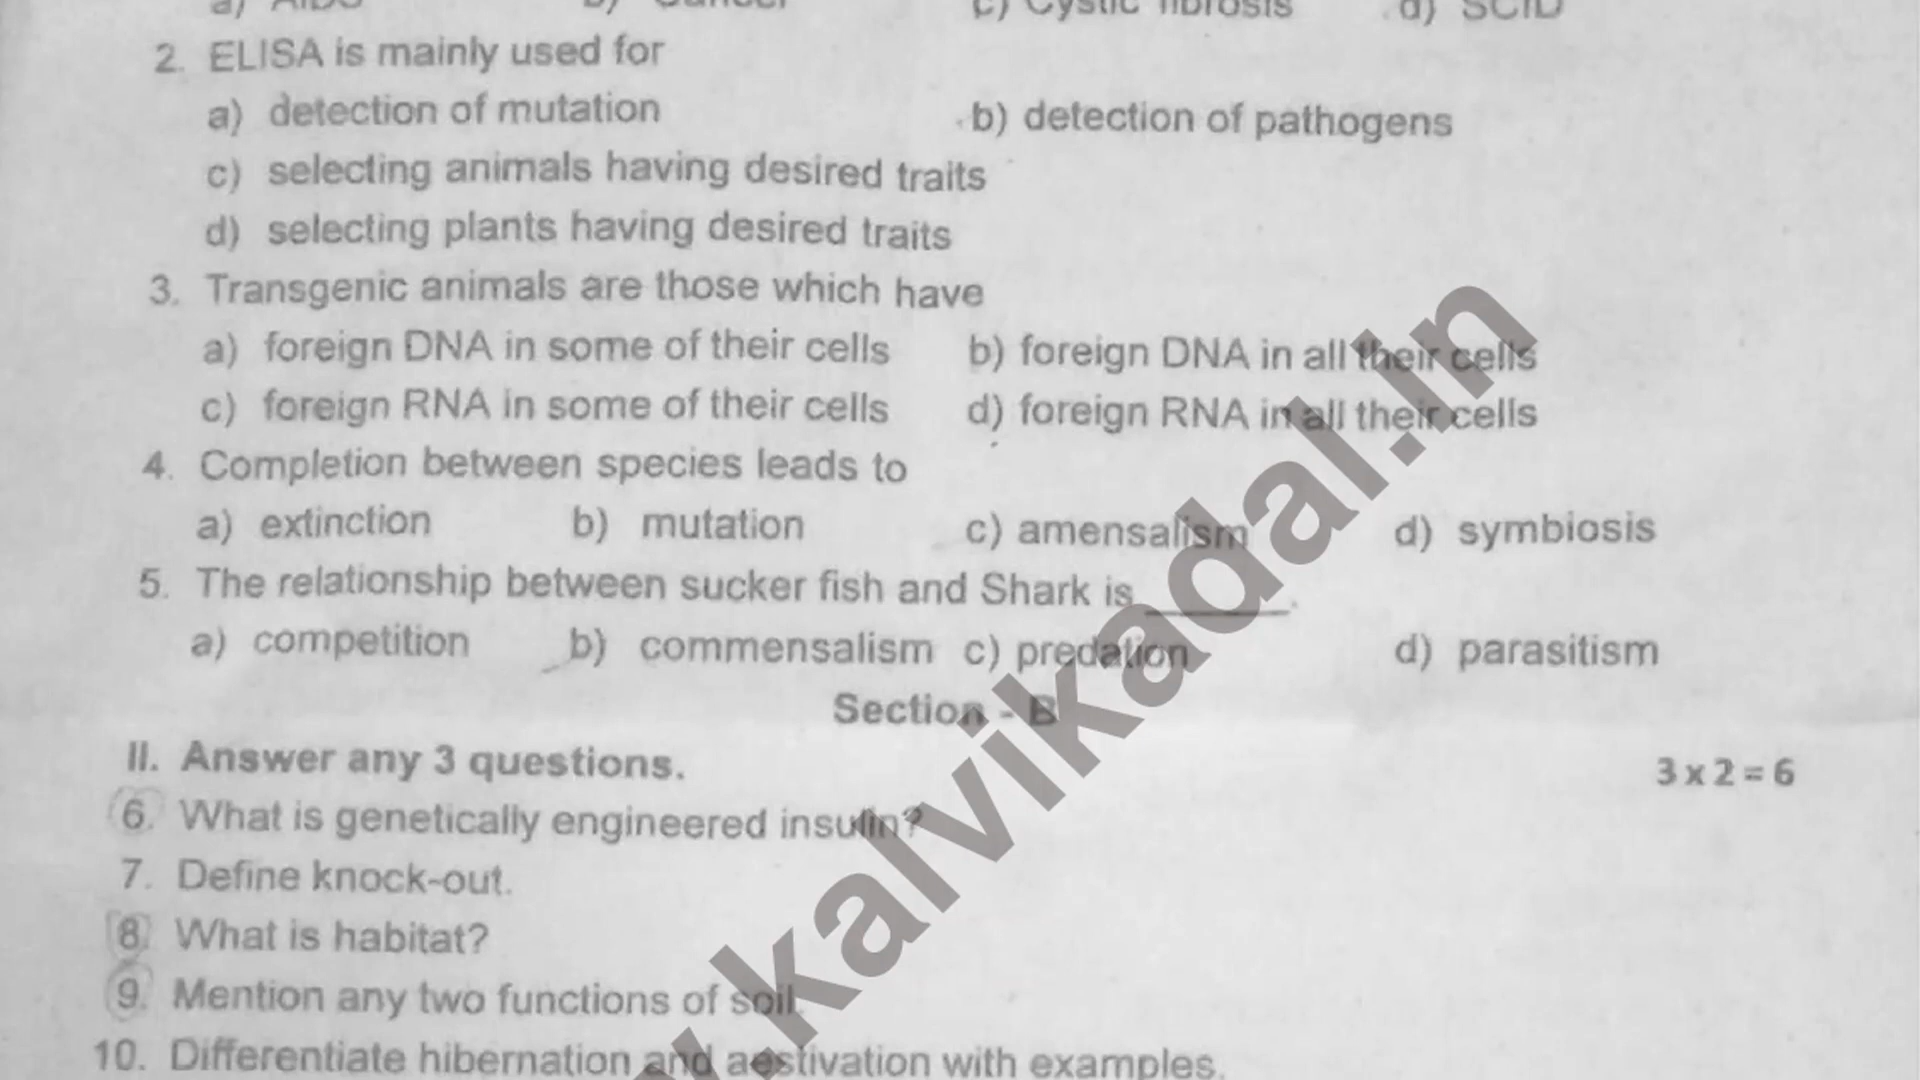 c) Cystic fibrosis d) SCID
2. ELISA is mainly used for
a) detection of mutation b) detection of pathogens
c) selecting animals having desired traits
d) selecting plants having desired traits
3. Transgenic animals are those which have
a) foreign DNA in some of their cells b) foreign DNA in all their cells
c) foreign RNA in some of their cells d) foreign RNA in all their cells
4. Completion between species leads to
a) extinction b) mutation c) amensalism d) symbiosis
5. The relationship between sucker fish and Shark is ______.
a) competition b) commensalism c) predation d) parasitism
Section - B
II. Answer any 3 questions. 3 x 2 = 6
6. What is genetically engineered insulin?
7. Define knock-out.
8. What is habitat?
9. Mention any two functions of soil.
10. Differentiate hibernation and aestivation with examples.
.kalvikadal.in